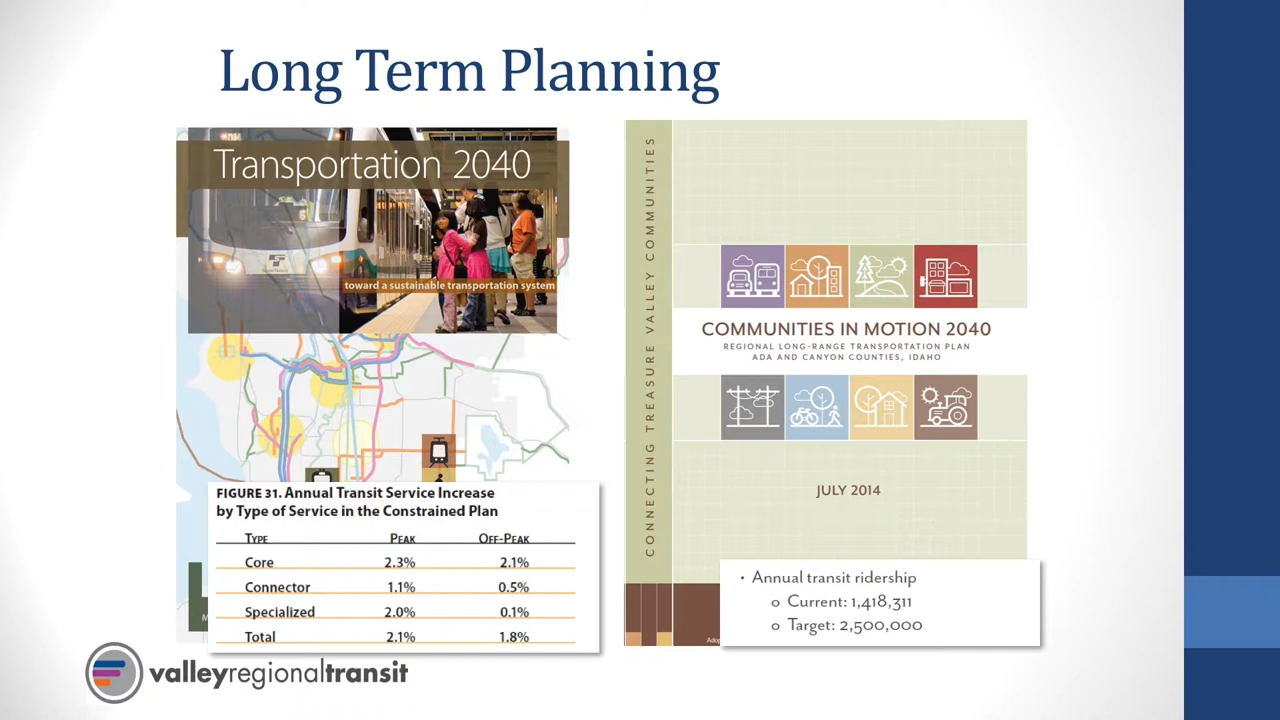 Long Term Planning
Transportation 2040
toward a sustainable transportation system
FIGURE 31. Annual Transit Service Increase
by Type of Service in the Constrained Plan
TYPE PEAK OFF-PEAK
Core 2.3% 2.1%
Connector 1.1% 0.5%
Specialized 2.0% 0.1%
Total 2.1% 1.8%
CONNECTING TREASURE VALLEY COMMUNITIES
COMMUNITIES IN MOTION 2040
REGIONAL LONG-RANGE TRANSPORTATION PLAN
ADA AND CANYON COUNTIES, IDAHO
JULY 2014
• Annual transit ridership
o Current: 1,418,311
o Target: 2,500,000
valleyregionaltransit